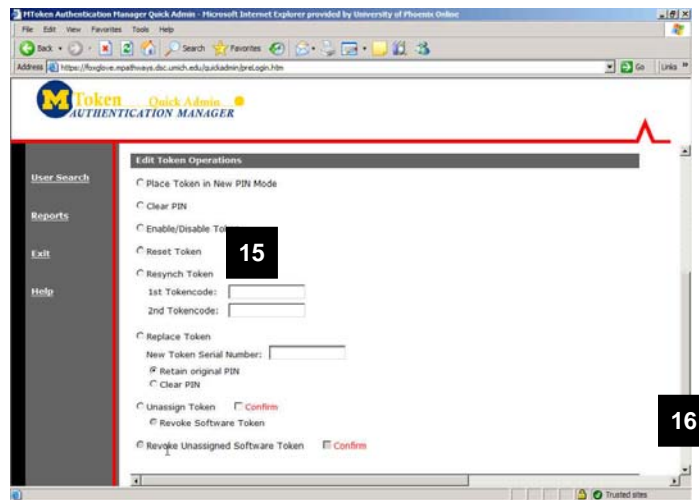 MToken Authentication Manager Quick Admin - Microsoft Internet Explorer provided by University of Phoenix Online
File Edit View Favorites Tools Help
Back Search Favorites
Address https://foxglove.mpathways.dsc.umich.edu/quickadmin/preLogin.htm Go Links »
M Token Quick Admin
AUTHENTICATION MANAGER
Edit Token Operations
User Search
Place Token in New PIN Mode
Clear PIN
Reports
Enable/Disable
Exit
Reset Token 15
Resynch Token
Help
1st Tokencode:
2nd Tokencode:
Replace Token
New Token Serial Number:
Retain original PIN
Clear PIN
Unassign Token Confirm
16
Revoke Software Token
Revoke Unassigned Software Token Confirm
Trusted sites